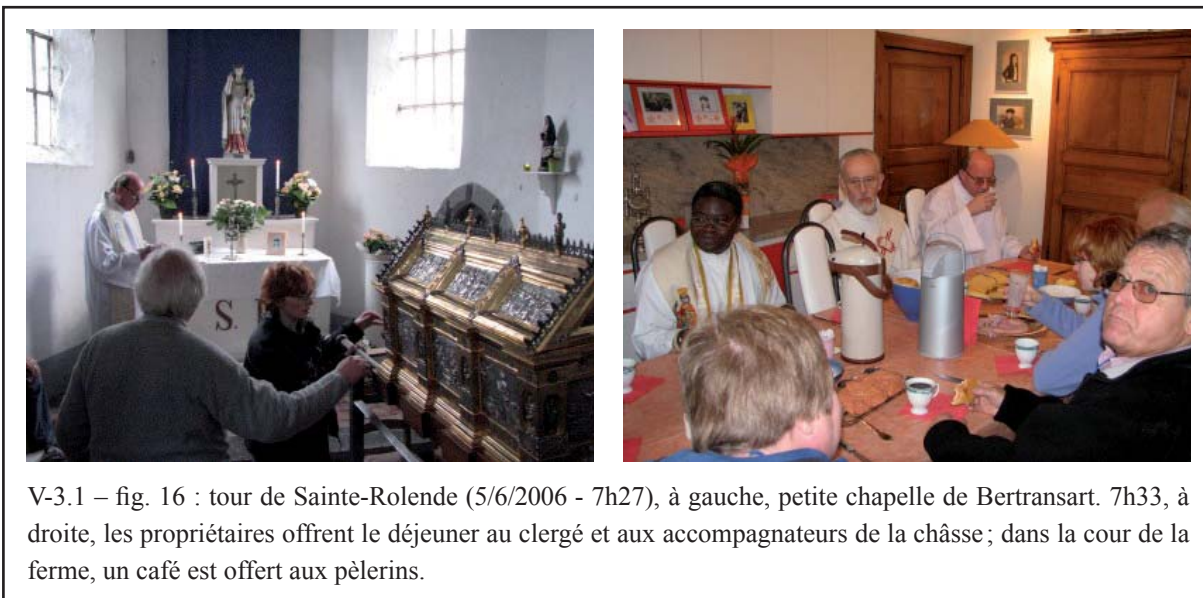 S.
V-3.1 – fig. 16 : tour de Sainte-Rolende (5/6/2006 - 7h27), à gauche, petite chapelle de Bertransart. 7h33, à
droite, les propriétaires offrent le déjeuner au clergé et aux accompagnateurs de la châsse ; dans la cour de la
ferme, un café est offert aux pèlerins.